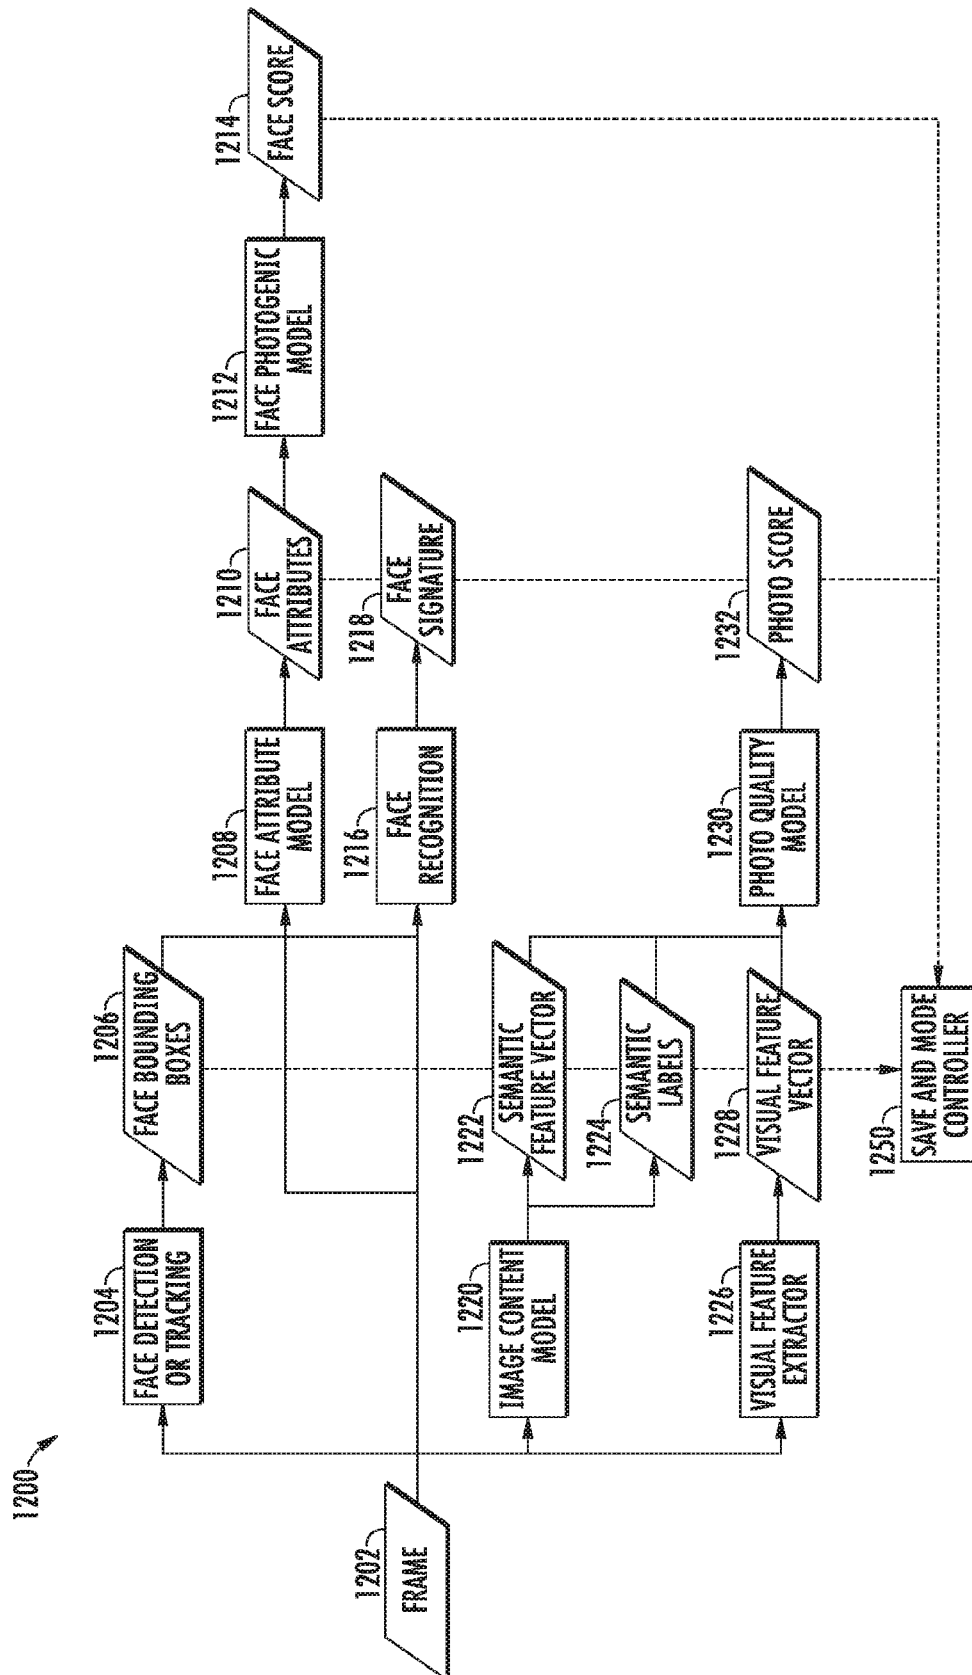 1200
1202
FRAME
1204
FACE DETECTION
OR TRACKING
1206
FACE BOUNDING
BOXES
1208
FACE ATTRIBUTE
MODEL
1210
FACE
ATTRIBUTES
1212
FACE PHOTOGENIC
MODEL
1214
FACE SCORE
1216
FACE
RECOGNITION
1218
FACE
SIGNATURE
1220
IMAGE CONTENT
MODEL
1222
SEMANTIC
FEATURE VECTOR
1224
SEMANTIC
LABELS
1226
VISUAL FEATURE
EXTRACTOR
1228
VISUAL FEATURE
VECTOR
1230
PHOTO QUALITY
MODEL
1232
PHOTO SCORE
1250
SAVE AND MODE
CONTROLLER